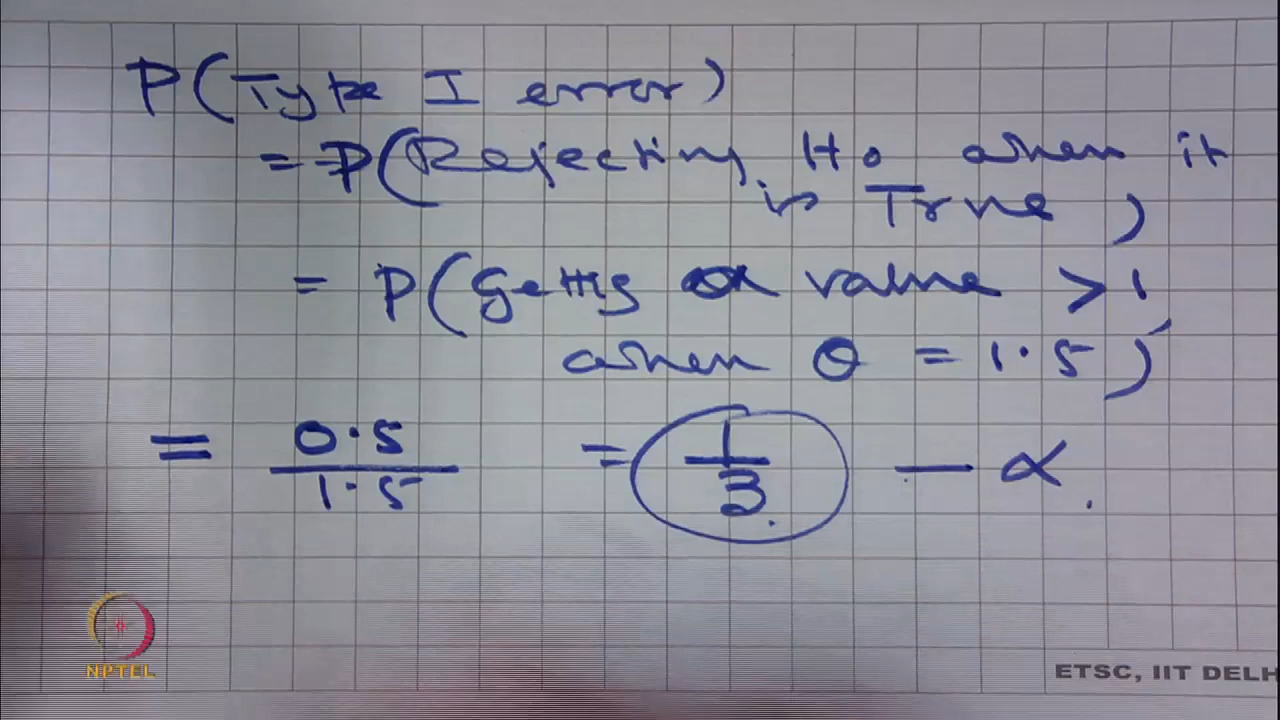 P(Type I error)
= P(Rejecting H0 when it
is True)
= P(Getting a value > 1
when θ = 1.5)
= 0.5/1.5 = 1/3 — α.
NPTEL
ETSC, IIT DELH